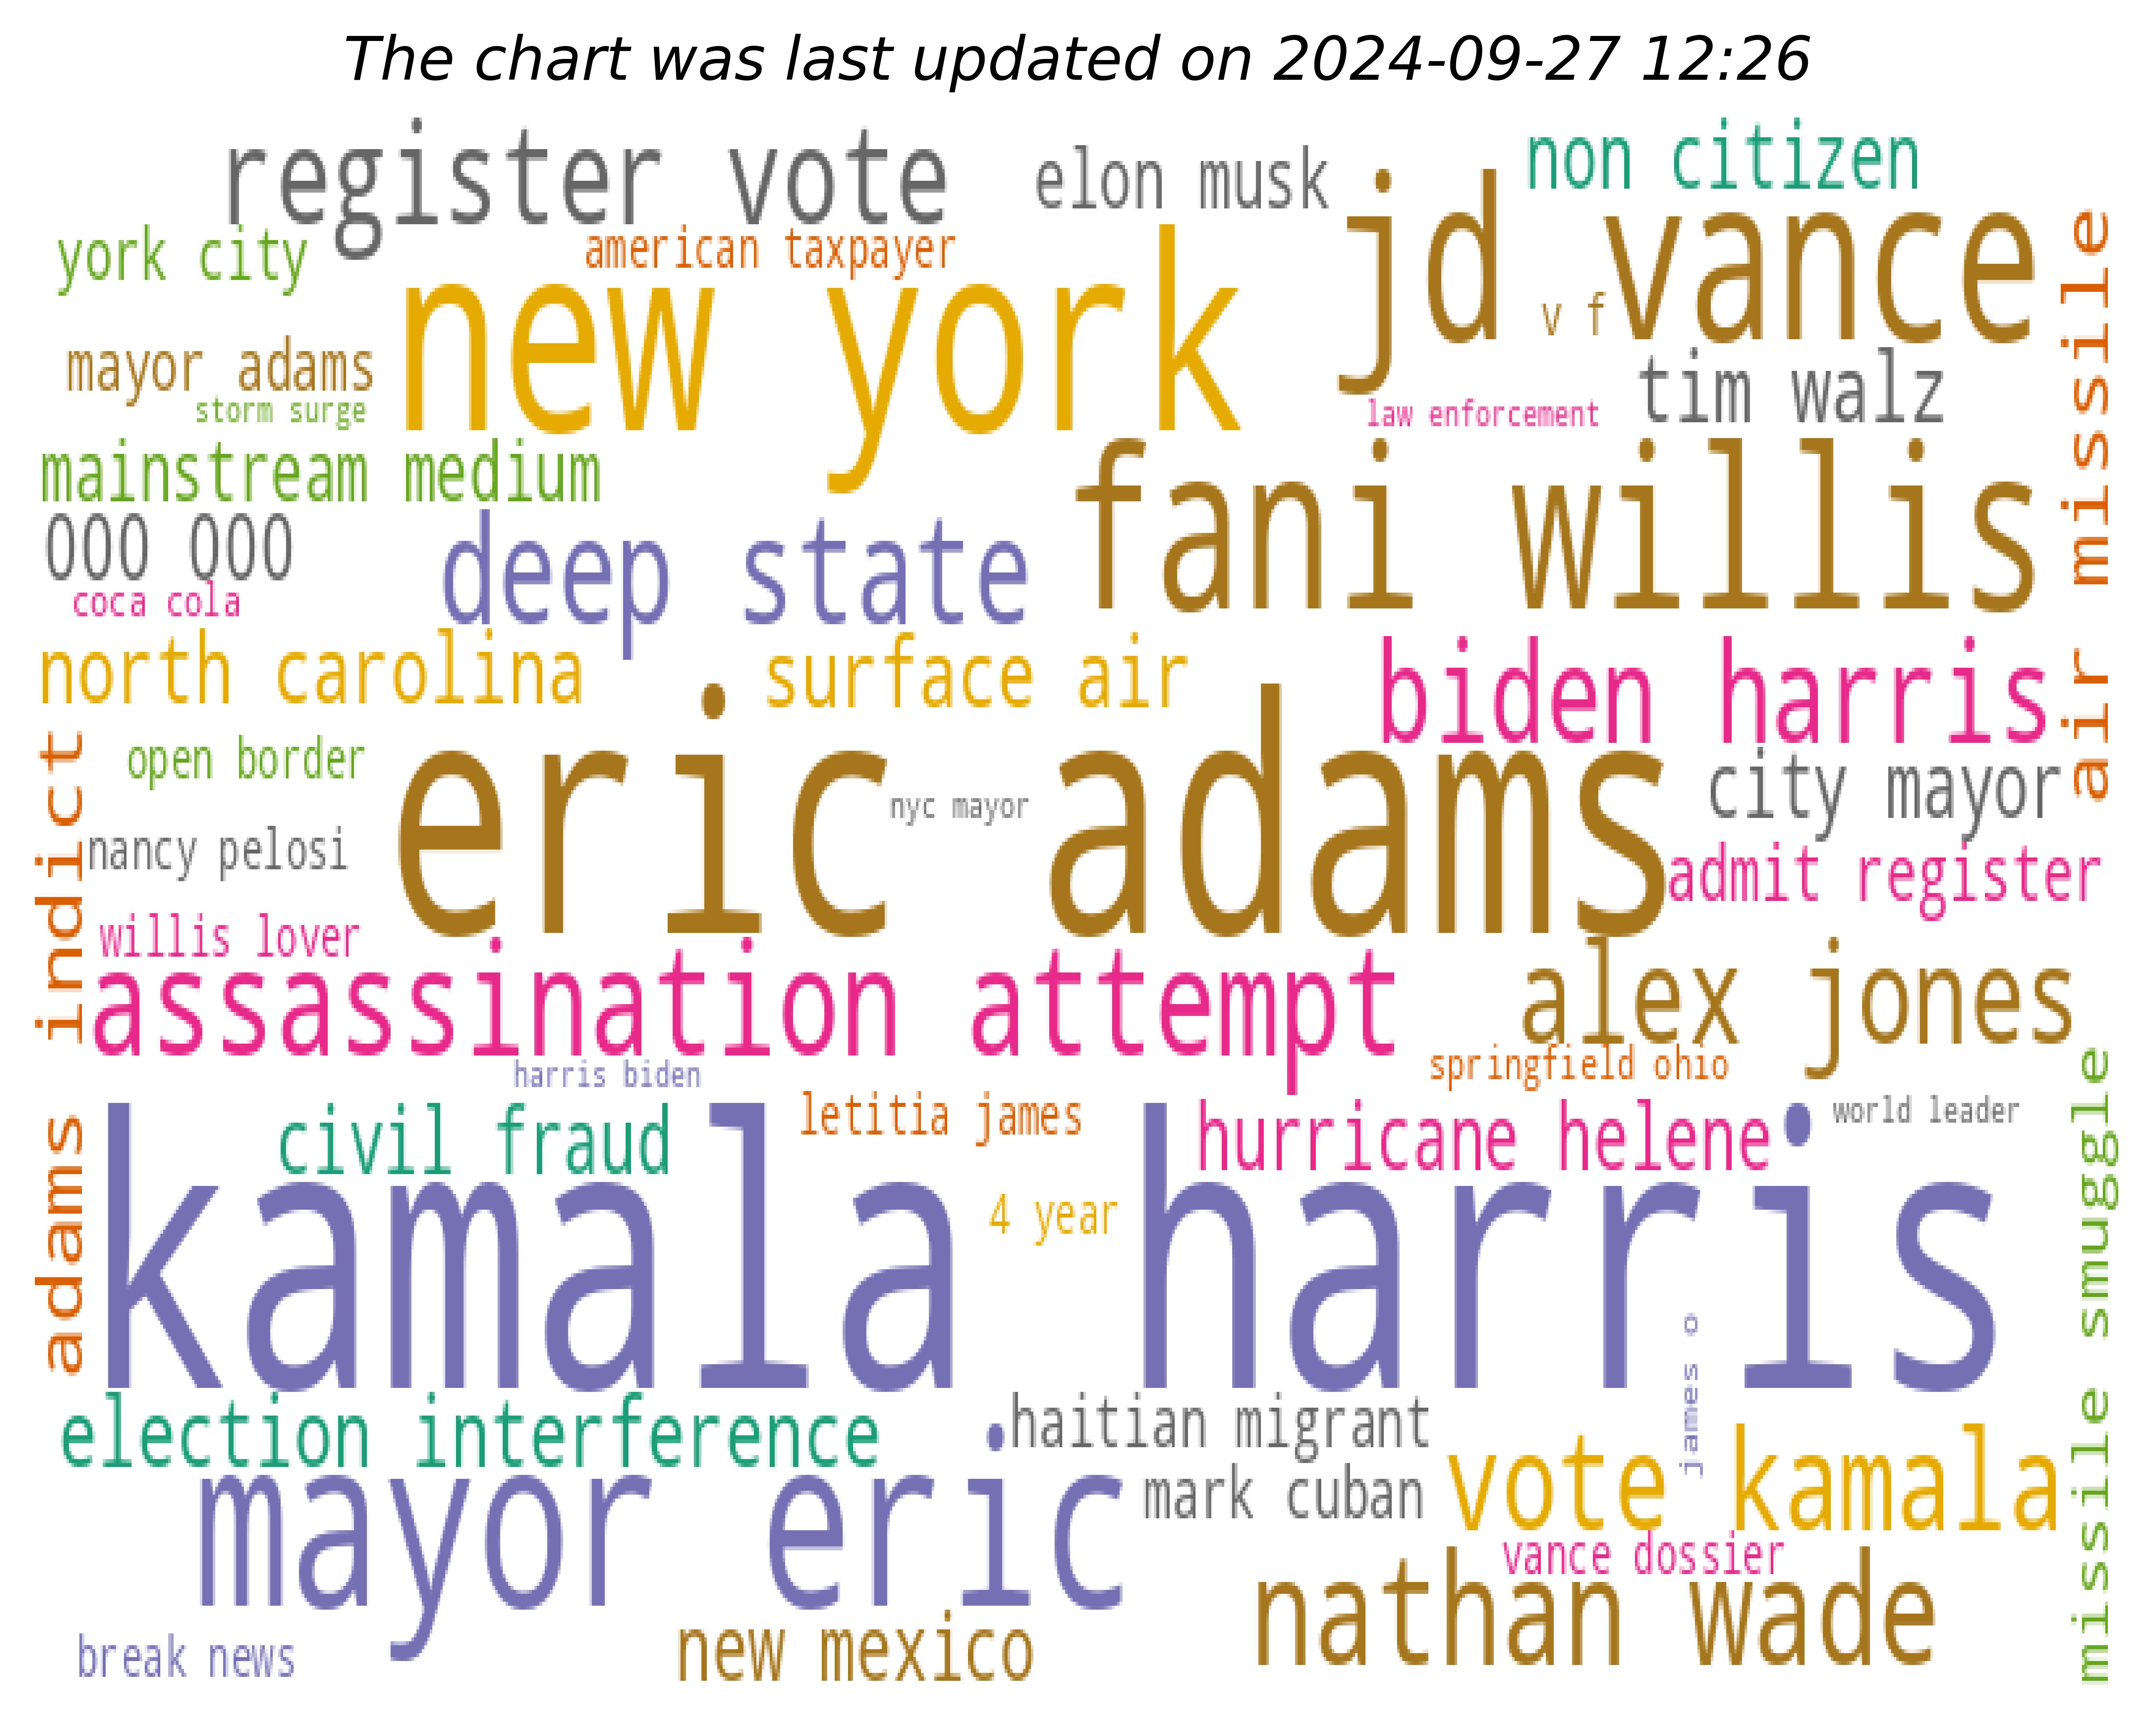 The chart was last updated on 2024-09-27 12:26
register vote
elon musk
non citizen
jd vance
york city
american taxpayer
new york
v f
air missile
mayor adams
storm surge
tim walz
law enforcement
mainstream medium
fani willis
000 000
deep state
coca cola
north carolina
surface air
biden harris
open border
eric adams
nyc mayor
city mayor
nancy pelosi
admit register
indict
willis lover
assassination attempt
alex jones
harris biden
springfield ohio
civil fraud
letitia james
hurricane helene
world leader
adams
kamala harris
4 year
missile smuggle
james o
election interference
haitian migrant
mayor eric
mark cuban
vote kamala
vance dossier
nathan wade
break news
new mexico